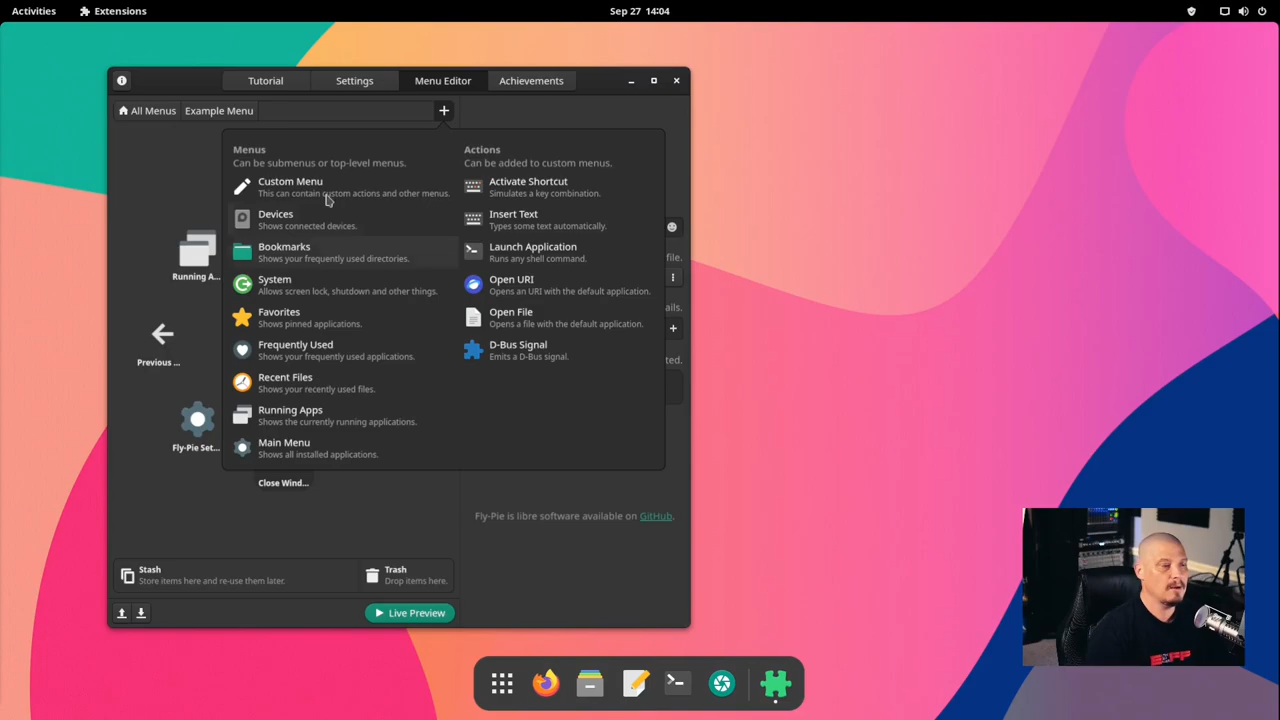 Activities
Extensions
Sep 27 14:04
Tutorial
Settings
Menu Editor
Achievements
All Menus
Example Menu
Menus
Can be submenus or top-level menus.
Custom Menu
This can contain custom actions and other menus.
Devices
Shows connected devices.
Bookmarks
Shows your frequently used directories.
System
Allows screen lock, shutdown and other things.
Favorites
Shows pinned applications.
Frequently Used
Shows your frequently used applications.
Recent Files
Shows your recently used files.
Running Apps
Shows the currently running applications.
Main Menu
Shows all installed applications.
Actions
Can be added to custom menus.
Activate Shortcut
Simulates a key combination.
Insert Text
Types some text automatically.
Launch Application
Runs any shell command.
Open URI
Opens an URI with the default application.
Open File
Opens a file with the default application.
D-Bus Signal
Emits a D-Bus signal.
Running A...
Previous ...
Fly-Pie Set...
Close Wind...
file.
ails.
ted.
Fly-Pie is libre software available on GitHub.
Stash
Store items here and re-use them later.
Trash
Drop items here.
Live Preview